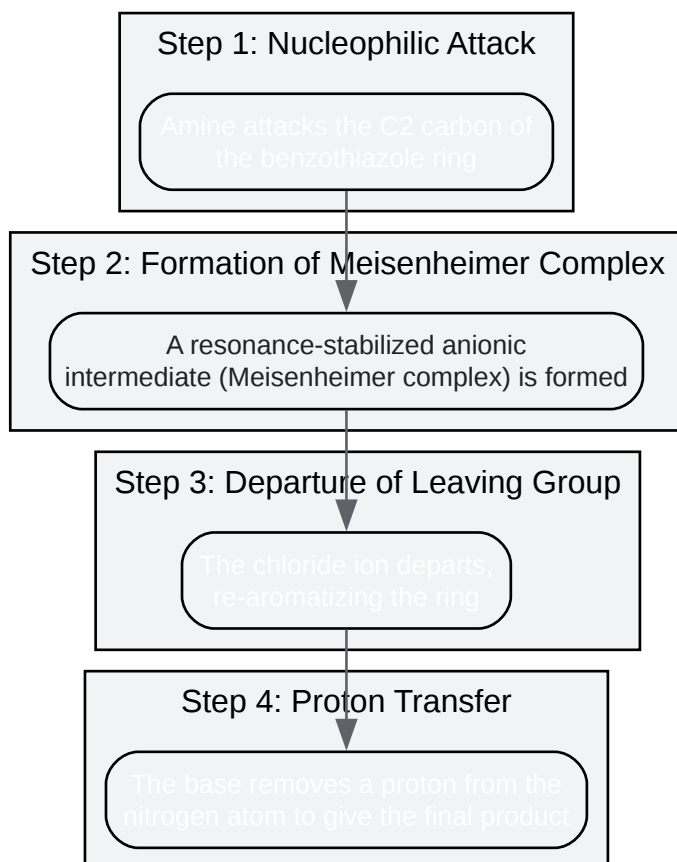 Step 1: Nucleophilic Attack
Amine attacks the C2 carbon of
the benzothiazole ring
Step 2: Formation of Meisenheimer Complex
A resonance-stabilized anionic
intermediate (Meisenheimer complex) is formed
Step 3: Departure of Leaving Group
The chloride ion departs,
re-aromatizing the ring
Step 4: Proton Transfer
The base removes a proton from the
nitrogen atom to give the final product